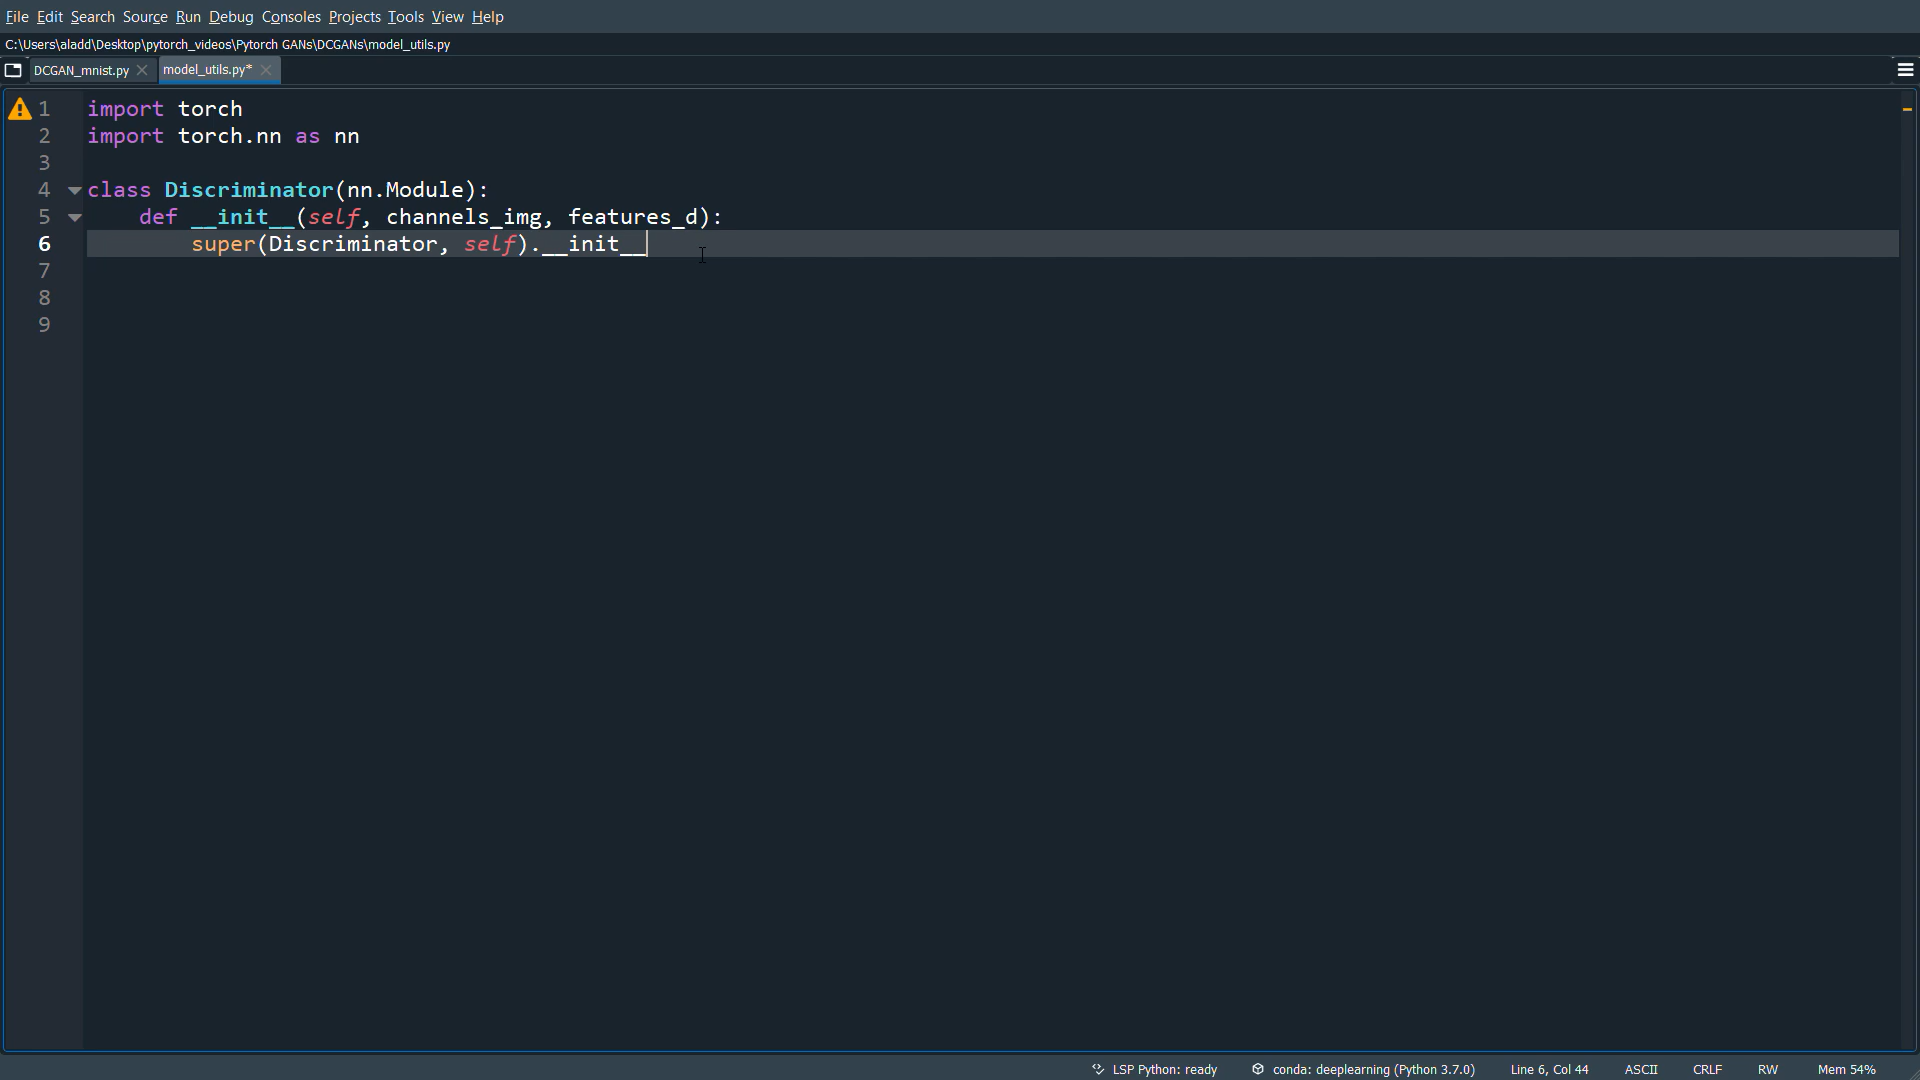 File Edit Search Source Run Debug Consoles Projects Tools View Help
C:\Users\aladd\Desktop\pytorch_videos\Pytorch GANs\DCGANs\model_utils.py
DCGAN_mnist.py model_utils.py*
1 import torch
2 import torch.nn as nn
3
4 class Discriminator(nn.Module):
5 def __init__(self, channels_img, features_d):
6 super(Discriminator, self).__init__
7
8
9
LSP Python: ready conda: deeplearning (Python 3.7.0) Line 6, Col 44 ASCII CRLF RW Mem 54%